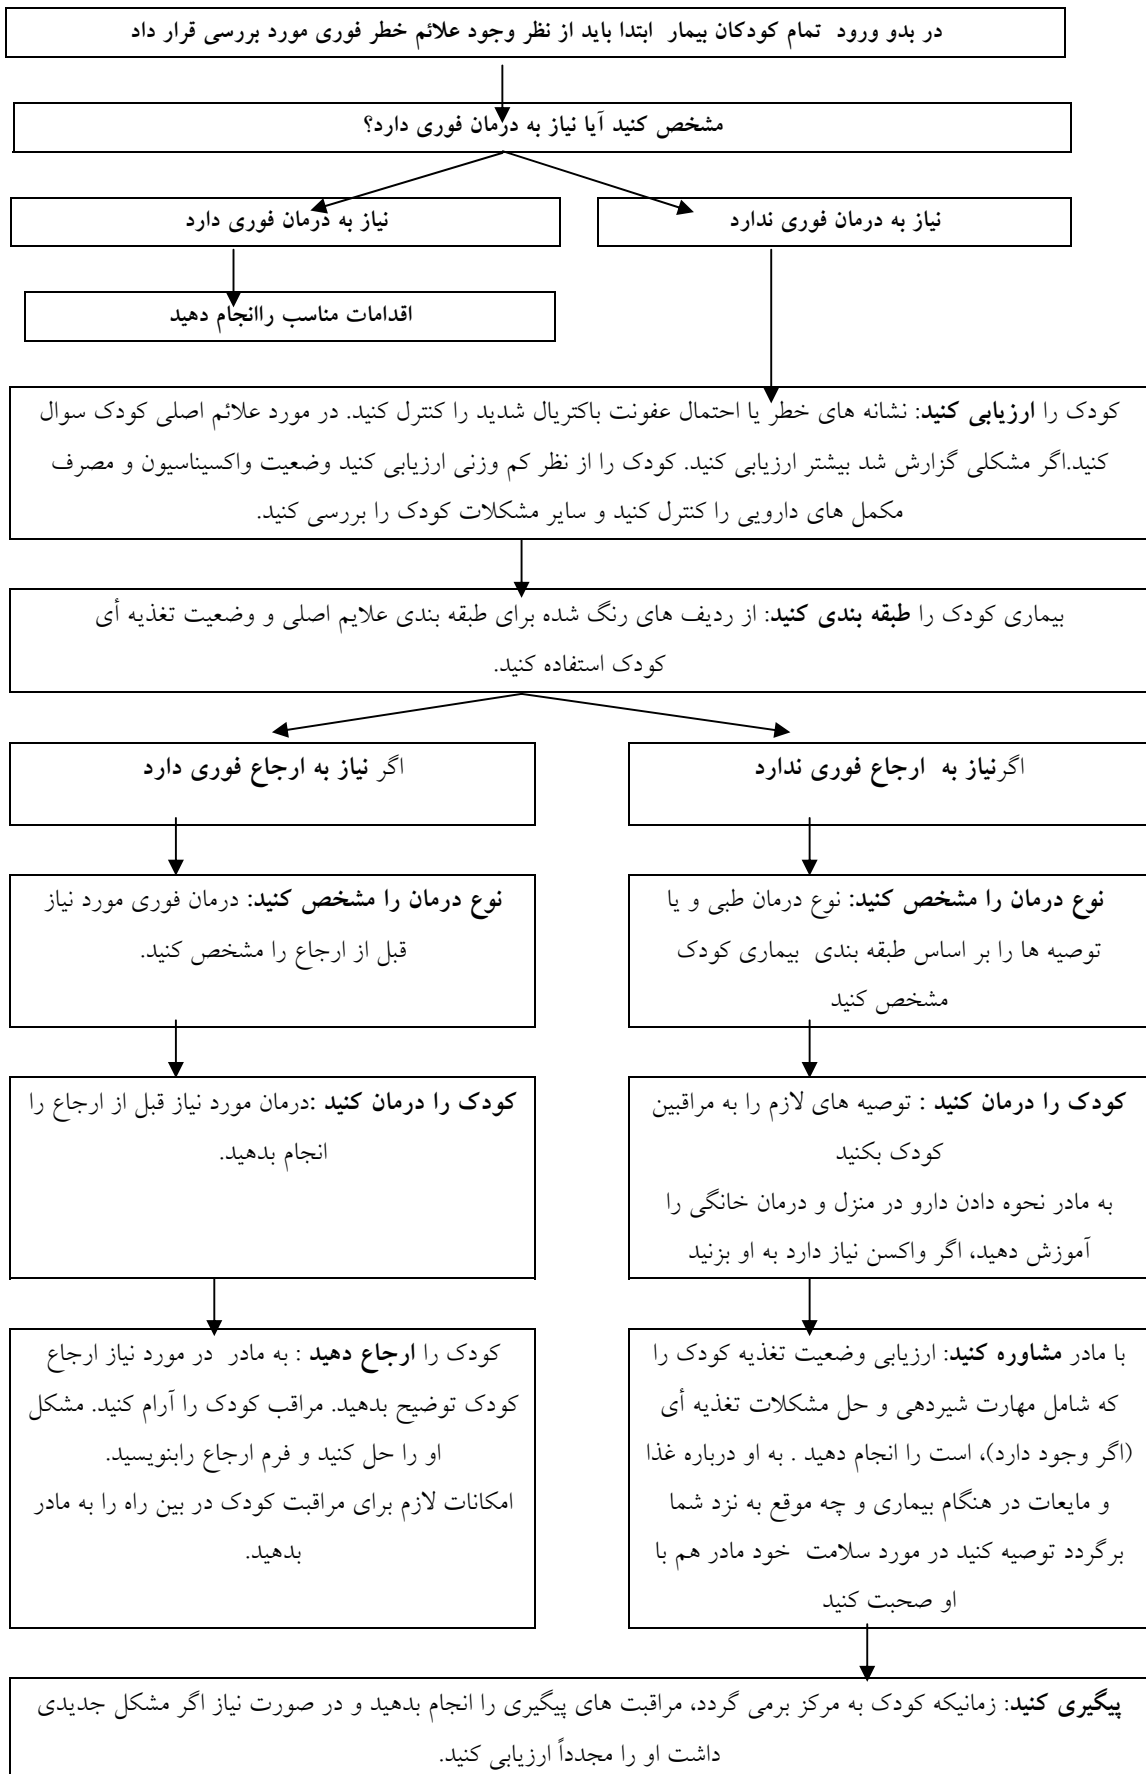 در بدو ورود تمام کودکان بیمار ابتدا باید از نظر وجود علائم خطر فوری مورد بررسی قرار داد
مشخص کنید آیا نیاز به درمان فوری دارد؟
نیاز به درمان فوری ندارد
نیاز به درمان فوری دارد
اقدامات مناسب راانجام دهید
کودک را ارزیابی کنید: نشانه های خطر یا احتمال عفونت باکتریال شدید را کنترل کنید. در مورد علائم اصلی کودک سوال
کنید.اگر مشکلی گزارش شد بیشتر ارزیابی کنید. کودک را از نظر کم وزنی ارزیابی کنید وضعیت واکسیناسیون و مصرف
مکمل های دارویی را کنترل کنید و سایر مشکلات کودک را بررسی کنید.
بیماری کودک را طبقه بندی کنید: از ردیف های رنگ شده برای طبقه بندی علایم اصلی و وضعیت تغذیه أی
کودک استفاده کنید.
اگرنیاز به ارجاع فوری ندارد
اگر نیاز به ارجاع فوری دارد
نوع درمان را مشخص کنید: نوع درمان طبی و یا
توصیه ها را بر اساس طبقه بندی بیماری کودک
مشخص کنید
نوع درمان را مشخص کنید: درمان فوری مورد نیاز
قبل از ارجاع را مشخص کنید.
کودک را درمان کنید : توصیه های لازم را به مراقبین
کودک بکنید
به مادر نحوه دادن دارو در منزل و درمان خانگی را
آموزش دهید، اگر واکسن نیاز دارد به او بزنید
کودک را درمان کنید :درمان مورد نیاز قبل از ارجاع را
انجام بدهید.
با مادر مشاوره کنید: ارزیابی وضعیت تغذیه کودک را
که شامل مهارت شیردهی و حل مشکلات تغذیه أی
(اگر وجود دارد)، است را انجام دهید . به او درباره غذا
و مایعات در هنگام بیماری و چه موقع به نزد شما
برگردد توصیه کنید در مورد سلامت خود مادر هم با
او صحبت کنید
کودک را ارجاع دهید : به مادر در مورد نیاز ارجاع
کودک توضیح بدهید. مراقب کودک را آرام کنید. مشکل
او را حل کنید و فرم ارجاع رابنویسید.
امکانات لازم برای مراقبت کودک در بین راه را به مادر
بدهید.
پیگیری کنید: زمانیکه کودک به مرکز برمی گردد، مراقبت های پیگیری را انجام بدهید و در صورت نیاز اگر مشکل جدیدی
داشت او را مجدداً ارزیابی کنید.